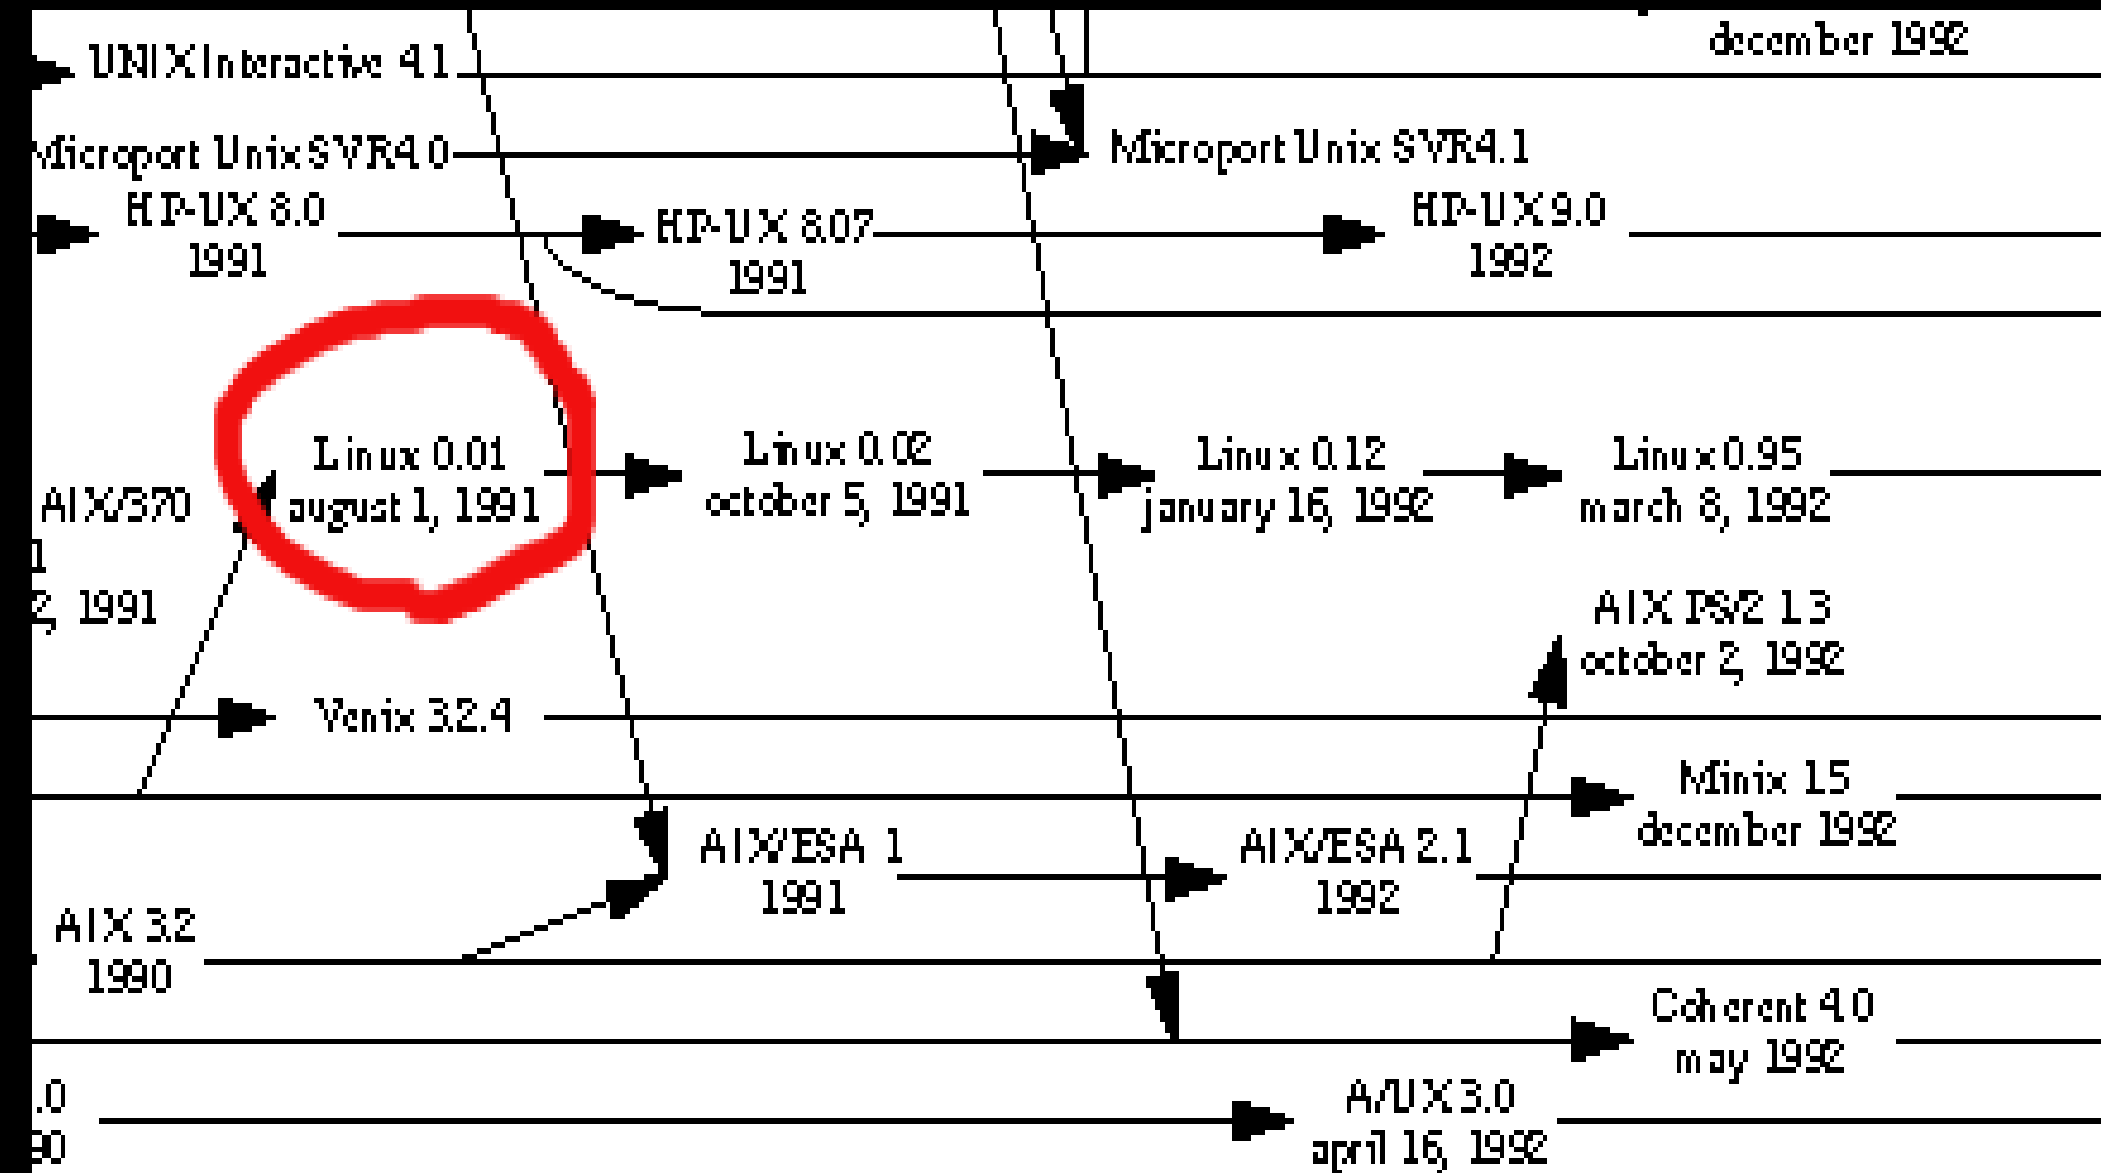 december 1992
UNIX Interactive 4.1
Microport Unix SVR4.0
Microport Unix SVR4.1
HP-UX 8.0
1991
HP-UX 8.07
1991
HP-UX 9.0
1992
Linux 0.01
august 1, 1991
Linux 0.02
october 5, 1991
Linux 0.12
january 16, 1992
Linux 0.95
march 8, 1992
AIX/370
1
2, 1991
AIX PS/2 1.3
october 2, 1992
Venix 3.2.4
Minix 1.5
december 1992
AIX/ESA 1
1991
AIX/ESA 2.1
1992
AIX 3.2
1990
Coherent 4.0
may 1992
.0
90
A/UX 3.0
april 16, 1992